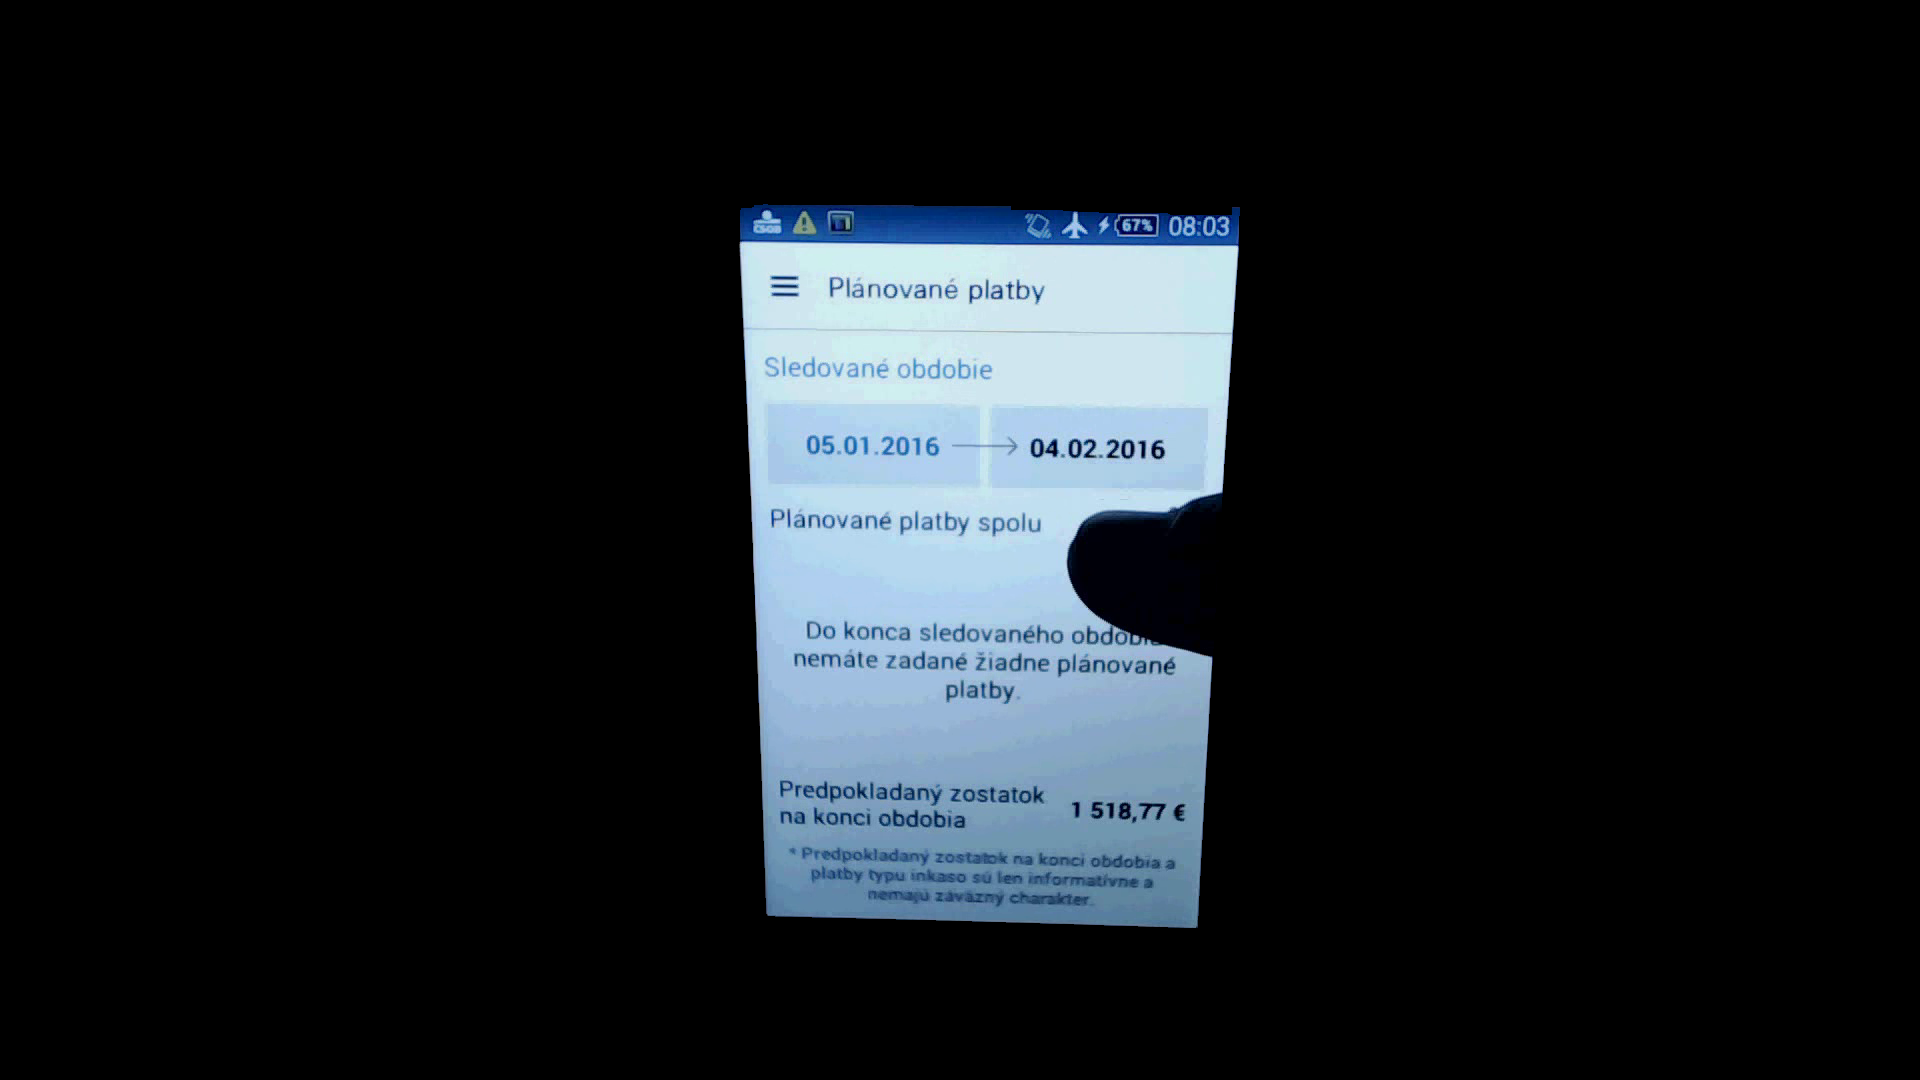 ČSOB 67% 08:03
Plánované platby
Sledované obdobie
05.01.2016 04.02.2016
Plánované platby spolu
Do konca sledovaného
nemáte zadané žiadne plánované
platby.
Predpokladaný zostatok
na konci obdobia
1 518,77 €
* Predpokladaný zostatok na konci obdobia a
platby typu inkaso sú len informatívne a
nemajú záväzný charakter.